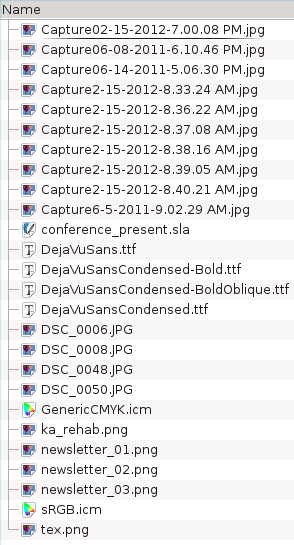 Name
Capture02-15-2012-7.00.08 PM.jpg
Capture06-08-2011-6.10.46 PM.jpg
Capture06-14-2011-5.06.30 PM.jpg
Capture2-15-2012-8.33.24 AM.jpg
Capture2-15-2012-8.36.22 AM.jpg
Capture2-15-2012-8.37.08 AM.jpg
Capture2-15-2012-8.38.16 AM.jpg
Capture2-15-2012-8.39.05 AM.jpg
Capture2-15-2012-8.40.21 AM.jpg
Capture6-5-2011-9.02.29 AM.jpg
conference_present.sla
DejaVuSans.ttf
DejaVuSansCondensed-Bold.ttf
DejaVuSansCondensed-BoldOblique.ttf
DejaVuSansCondensed.ttf
DSC_0006.JPG
DSC_0008.JPG
DSC_0048.JPG
DSC_0050.JPG
GenericCMYK.icm
ka_rehab.png
newsletter_01.png
newsletter_02.png
newsletter_03.png
sRGB.icm
tex.png